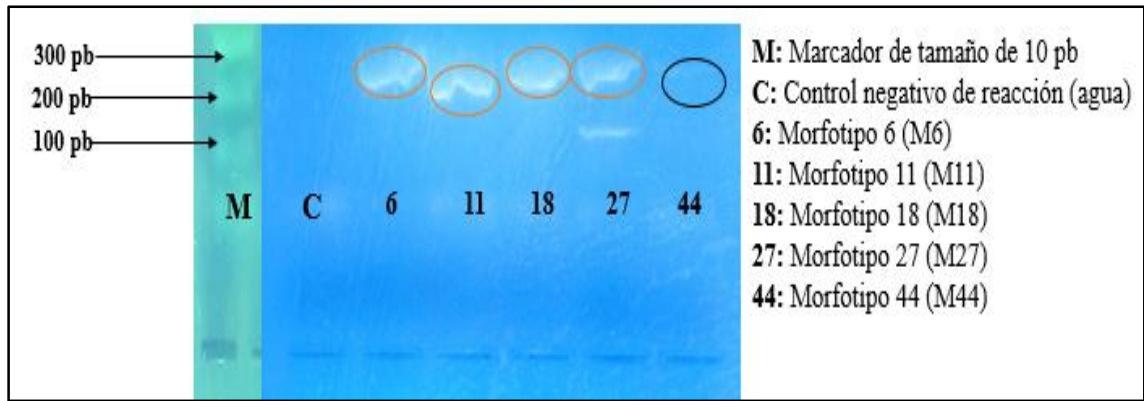 300 pb
200 pb
100 pb
M C 6 11 18 27 44
M: Marcador de tamaño de 10 pb
C: Control negativo de reacción (agua)
6: Morfotipo 6 (M6)
11: Morfotipo 11 (M11)
18: Morfotipo 18 (M18)
27: Morfotipo 27 (M27)
44: Morfotipo 44 (M44)